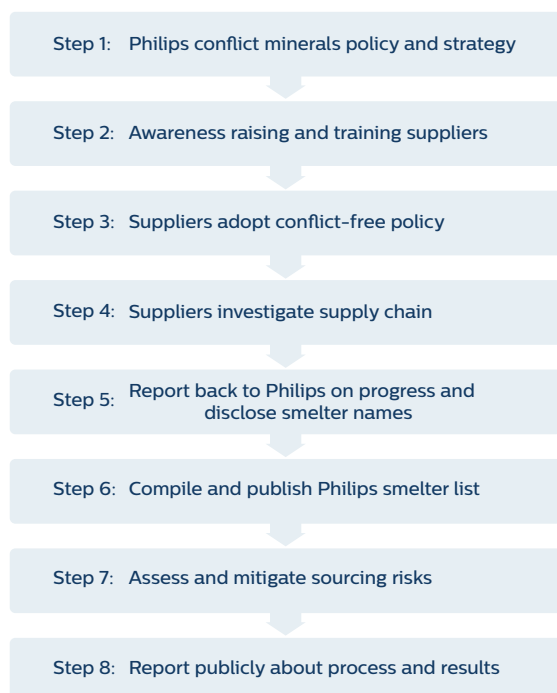 Step 1: Philips conflict minerals policy and strategy
Step 2: Awareness raising and training suppliers
Step 3: Suppliers adopt conflict-free policy
Step 4: Suppliers investigate supply chain
Step 5: Report back to Philips on progress and
disclose smelter names
Step 6: Compile and publish Philips smelter list
Step 7: Assess and mitigate sourcing risks
Step 8: Report publicly about process and results